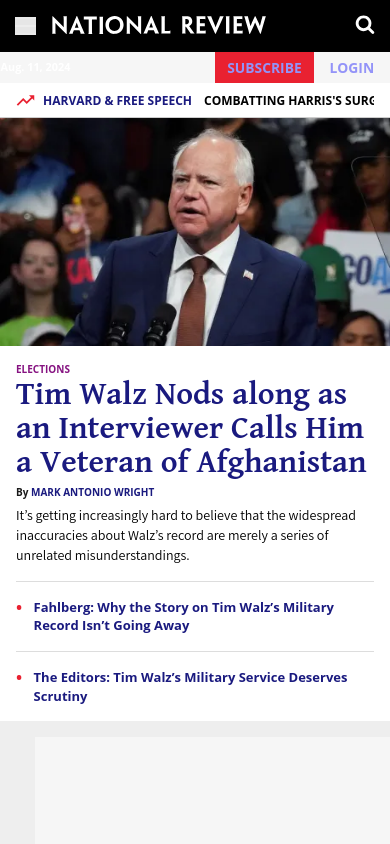 NATIONAL REVIEW
Aug. 11, 2024
SUBSCRIBE
LOGIN
HARVARD & FREE SPEECH
COMBATTING HARRIS'S SURG
COA
ELECTIONS
Tim Walz Nods along as
an Interviewer Calls Him
a Veteran of Afghanistan
By MARK ANTONIO WRIGHT
It’s getting increasingly hard to believe that the widespread
inaccuracies about Walz’s record are merely a series of
unrelated misunderstandings.
Fahlberg: Why the Story on Tim Walz’s Military
Record Isn’t Going Away
The Editors: Tim Walz’s Military Service Deserves
Scrutiny